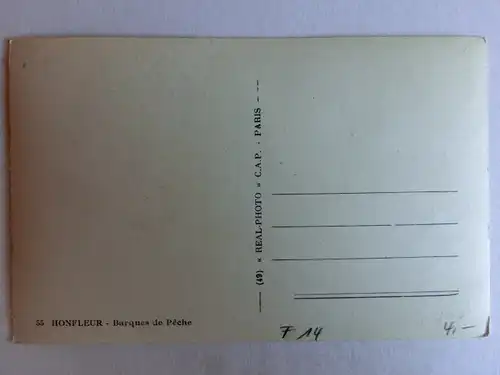 — (49) « REAL-PHOTO « C.A.P. - PARIS - --
55 HONFLEUR - Barques de Pêche
F 14
4,-